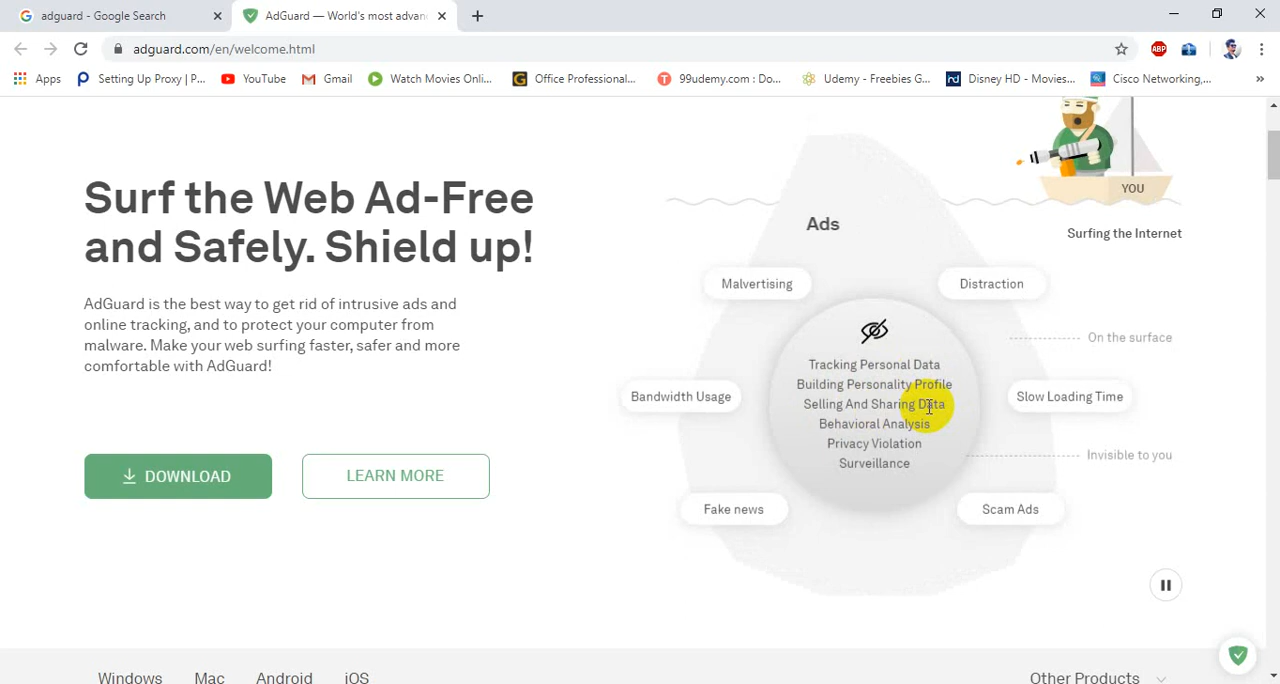 adguard - Google Search
AdGuard — World's most advan
adguard.com/en/welcome.html
ABP
Apps
Setting Up Proxy | P...
YouTube
Gmail
Watch Movies Onli...
Office Professional...
99udemy.com : Do...
Udemy - Freebies G...
Disney HD - Movies...
Cisco Networking,...
YOU
Surfing the Internet
Surf the Web Ad-Free
and Safely. Shield up!
AdGuard is the best way to get rid of intrusive ads and
online tracking, and to protect your computer from
malware. Make your web surfing faster, safer and more
comfortable with AdGuard!
DOWNLOAD
LEARN MORE
Ads
Malvertising
Distraction
On the surface
Tracking Personal Data
Building Personality Profile
Selling And Sharing Data
Behavioral Analysis
Privacy Violation
Surveillance
Bandwidth Usage
Slow Loading Time
Invisible to you
Fake news
Scam Ads
Windows
Mac
Android
iOS
Other Products